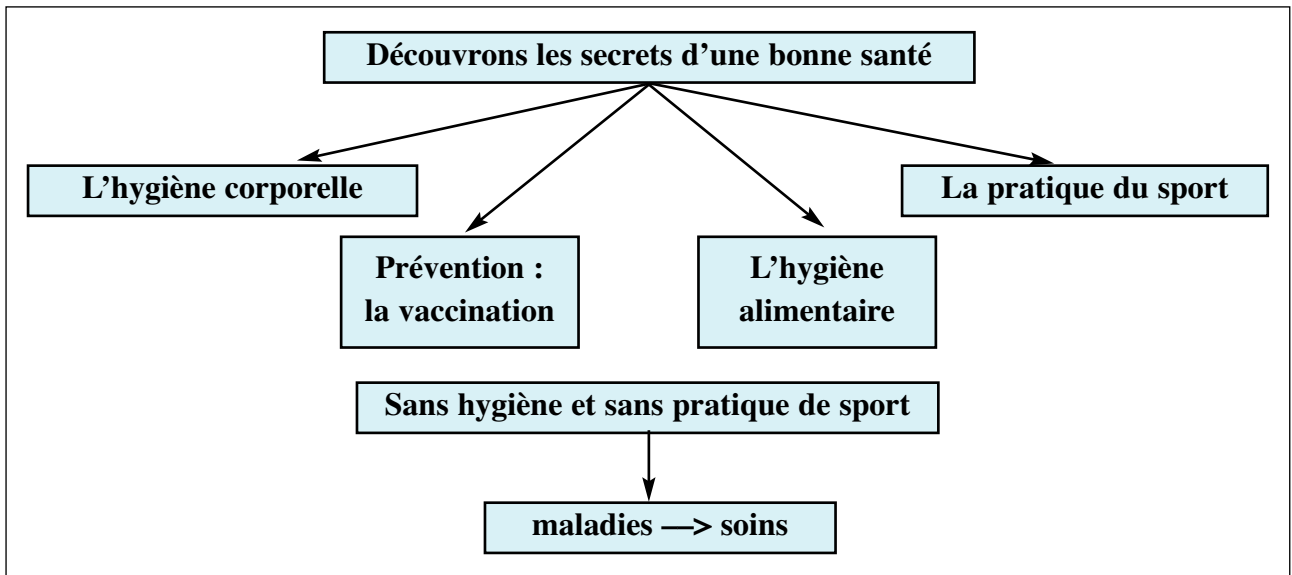 Découvrons les secrets d’une bonne santé
L’hygiène corporelle
La pratique du sport
Prévention :
la vaccination
L’hygiène
alimentaire
Sans hygiène et sans pratique de sport
maladies —> soins